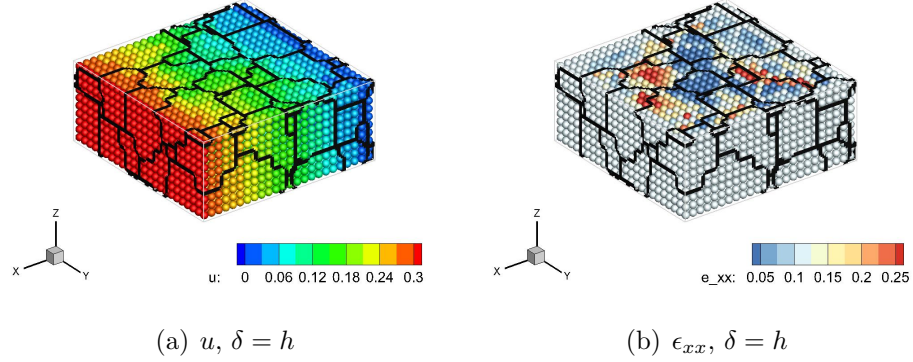 Z
X
Y
u:
0 0.06 0.12 0.18 0.24 0.3
(a) u, δ = h
Z
X
Y
e_xx:
0.05 0.1 0.15 0.2 0.25
(b) ϵxx, δ = h